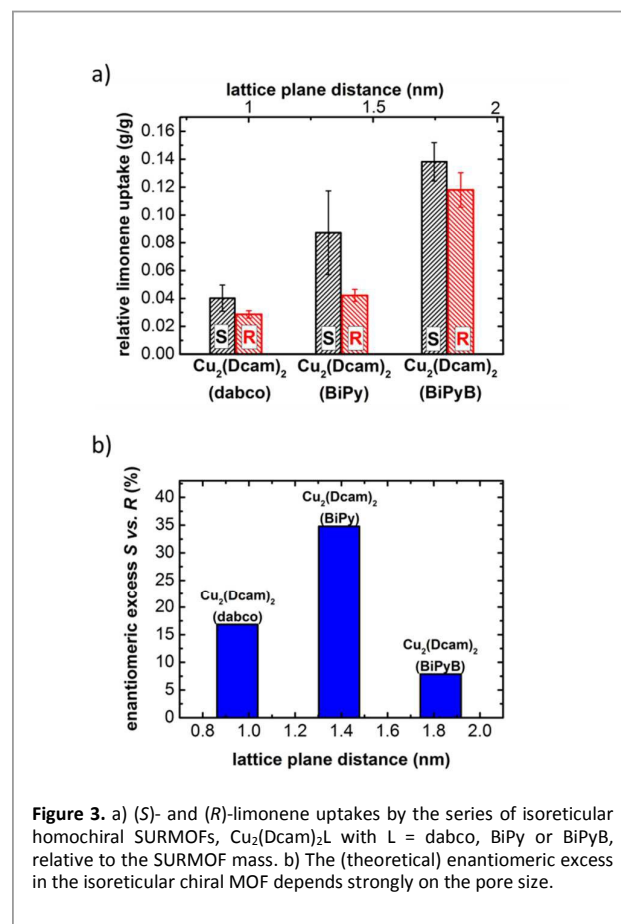 a)
lattice plane distance (nm)
1 1.5 2
relative limonene uptake (g/g)
0.16
0.14
0.12
0.10
0.08
0.06
0.04
0.02
0.00
S R S R S R
Cu₂(Dcam)₂ Cu₂(Dcam)₂ Cu₂(Dcam)₂
(dabco) (BiPy) (BiPyB)
b)
enantiomeric excess S vs. R (%)
40
35
30
25
20
15
10
5
0
Cu₂(Dcam)₂
(BiPy)
Cu₂(Dcam)₂
(dabco)
Cu₂(Dcam)₂
(BiPyB)
0.8 1.0 1.2 1.4 1.6 1.8 2.0
lattice plane distance (nm)
Figure 3. a) (S)- and (R)-limonene uptakes by the series of isoreticular
homochiral SURMOFs, Cu₂(Dcam)₂L with L = dabco, BiPy or BiPyB,
relative to the SURMOF mass. b) The (theoretical) enantiomeric excess
in the isoreticular chiral MOF depends strongly on the pore size.